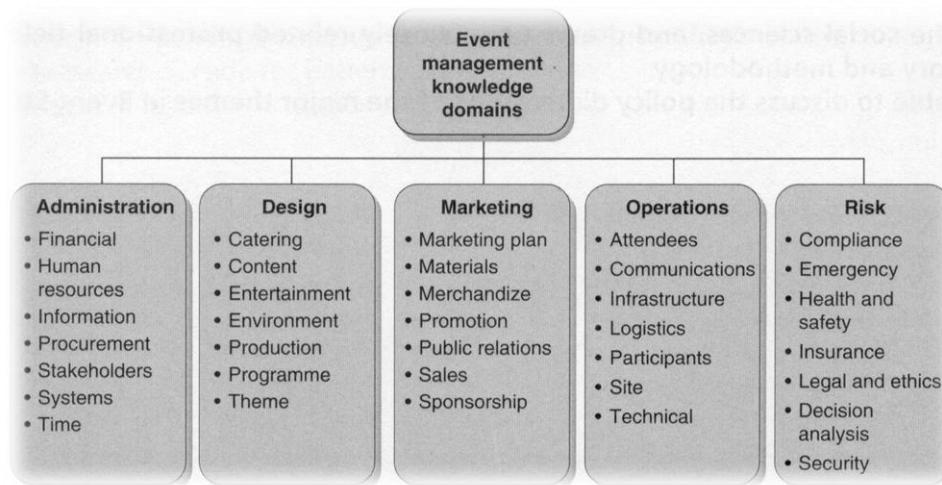 Event
management
knowledge
domains
Administration
• Financial
• Human
resources
• Information
• Procurement
• Stakeholders
• Systems
• Time
Design
• Catering
• Content
• Entertainment
• Environment
• Production
• Programme
• Theme
Marketing
• Marketing plan
• Materials
• Merchandize
• Promotion
• Public relations
• Sales
• Sponsorship
Operations
• Attendees
• Communications
• Infrastructure
• Logistics
• Participants
• Site
• Technical
Risk
• Compliance
• Emergency
• Health and
safety
• Insurance
• Legal and ethics
• Decision
analysis
• Security